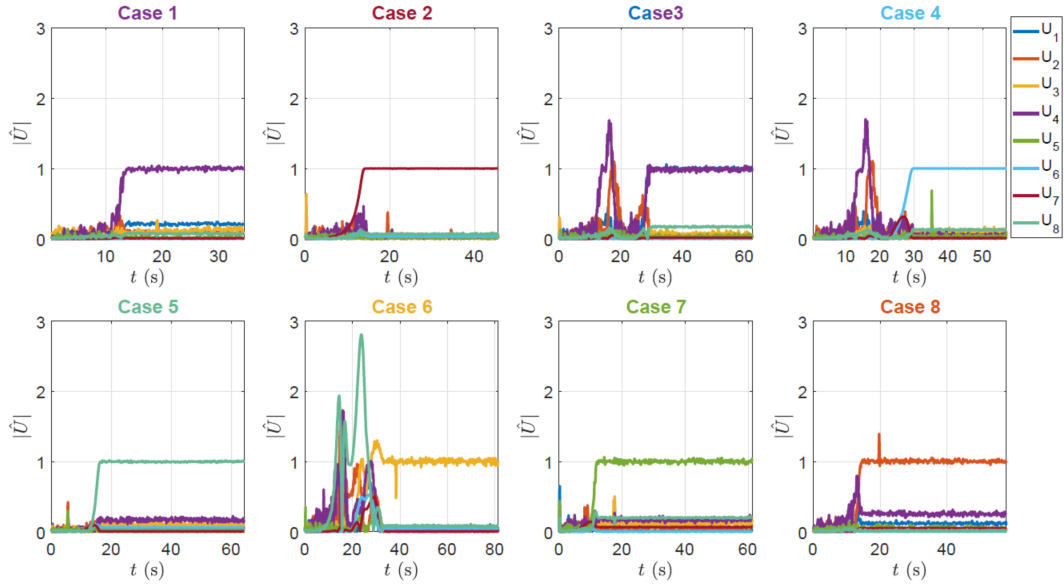 Case 1 Case 2 Case3 Case 4
3 3 3 3
2 2 2 2
1 1 1 1
0 0 0 0
|Û| |Û| |Û| |Û|
0 10 20 30 0 20 40 0 20 40 60 10 20 30 40 50
t (s) t (s) t (s) t (s)
U1
U2
U3
U4
U5
U6
U7
U8
Case 5 Case 6 Case 7 Case 8
3 3 3 3
2 2 2 2
1 1 1 1
0 0 0 0
|Û| |Û| |Û| |Û|
0 20 40 60 0 20 40 60 80 0 20 40 60 0 20 40
t (s) t (s) t (s) t (s)